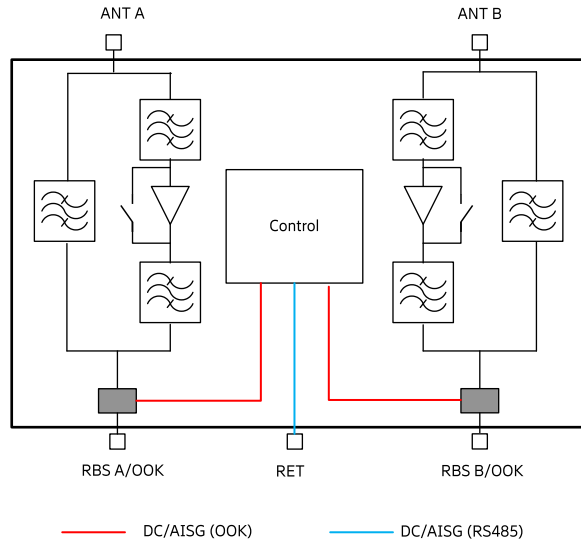 ANT A
ANT B
Control
RBS A/OOK
RET
RBS B/OOK
DC/AISG (OOK)
DC/AISG (RS485)